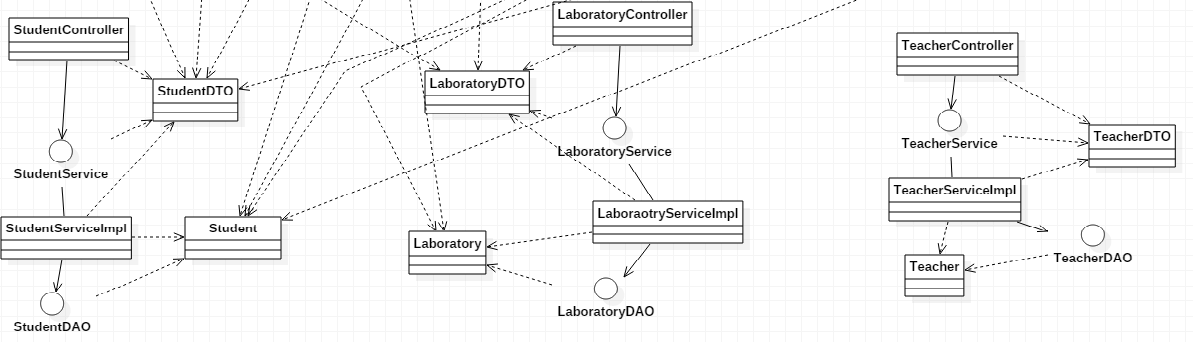 StudentController
StudentDTO
StudentService
StudentServiceImpl
Student
StudentDAO
LaboratoryController
LaboratoryDTO
LaboratoryService
LaboraotryServiceImpl
Laboratory
LaboratoryDAO
TeacherController
TeacherDTO
TeacherService
TeacherServiceImpl
Teacher
TeacherDAO